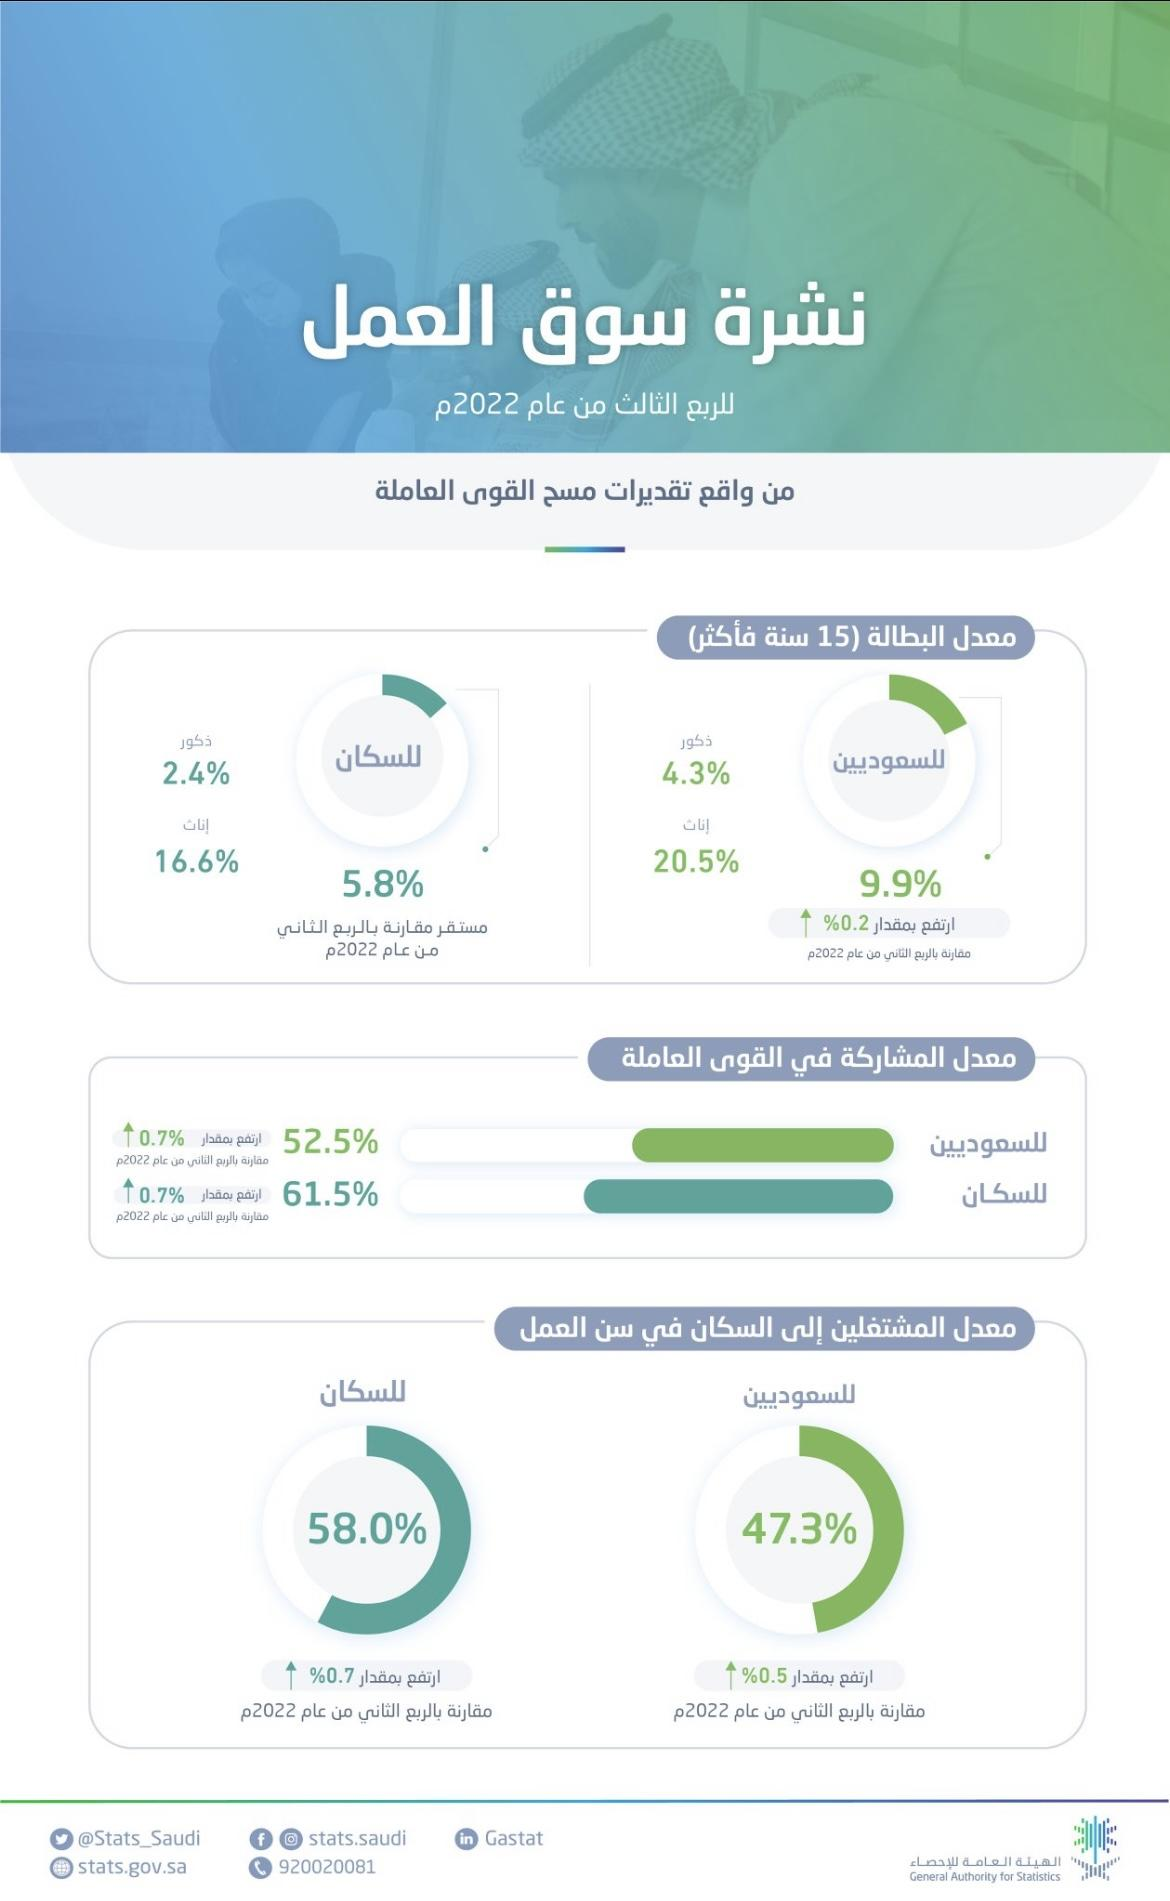 نشرة سوق العمل
للربع الثالث من عام 2022م
من واقع تقديرات مسح القوى العاملة
معدل البطالة (15 سنة فأكثر)
للسعوديين
ذكور
4.3%
إناث
20.5%
9.9%
ارتفع بمقدار 0.2%
مقارنة بالربع الثاني من عام 2022م
للسكان
ذكور
2.4%
إناث
16.6%
5.8%
مستقر مقارنة بالربع الثاني
من عام 2022م
معدل المشاركة في القوى العاملة
للسعوديين 52.5% ارتفع بمقدار 0.7%
مقارنة بالربع الثاني من عام 2022م
للسكان 61.5% ارتفع بمقدار 0.7%
مقارنة بالربع الثاني من عام 2022م
معدل المشتغلين إلى السكان في سن العمل
للسعوديين
47.3%
ارتفع بمقدار 0.5%
مقارنة بالربع الثاني من عام 2022م
للسكان
58.0%
ارتفع بمقدار 0.7%
مقارنة بالربع الثاني من عام 2022م
@Stats_Saudi stats.saudi Gastat
stats.gov.sa 920020081
الهيئة العامة للإحصاء
General Authority for Statistics